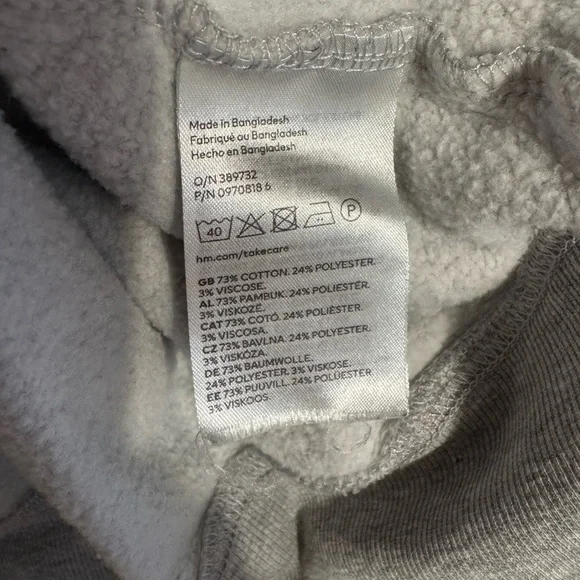 Made in Bangladesh
Fabriqué au Bangladesh
Hecho en Bangladesh
O/N 389732
P/N 0970818 6
40 P
hm.com/takecare
GB 73% COTTON. 24% POLYESTER.
3% VISCOSE.
AL 73% PAMBUK. 24% POLIESTËR.
3% VISKOZË.
CAT 73% COTÓ. 24% POLIÈSTER.
3% VISCOSA.
CZ 73% BAVLNA. 24% POLYESTER.
3% VISKÓZA.
DE 73% BAUMWOLLE.
24% POLYESTER. 3% VISKOSE.
EE 73% PUUVILL. 24% POLÜESTER
3% VISKOOS.